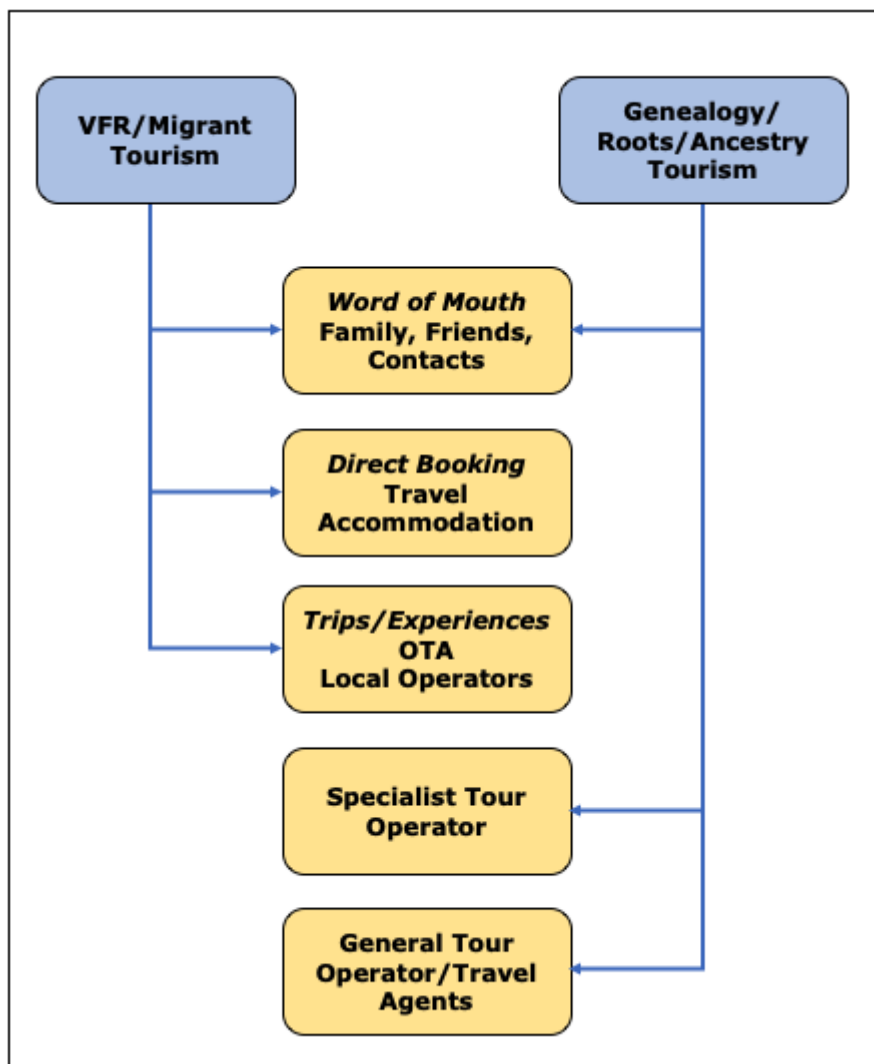 VFR/Migrant
Tourism
Genealogy/
Roots/Ancestry
Tourism
Word of Mouth
Family, Friends,
Contacts
Direct Booking
Travel
Accommodation
Trips/Experiences
OTA
Local Operators
Specialist Tour
Operator
General Tour
Operator/Travel
Agents